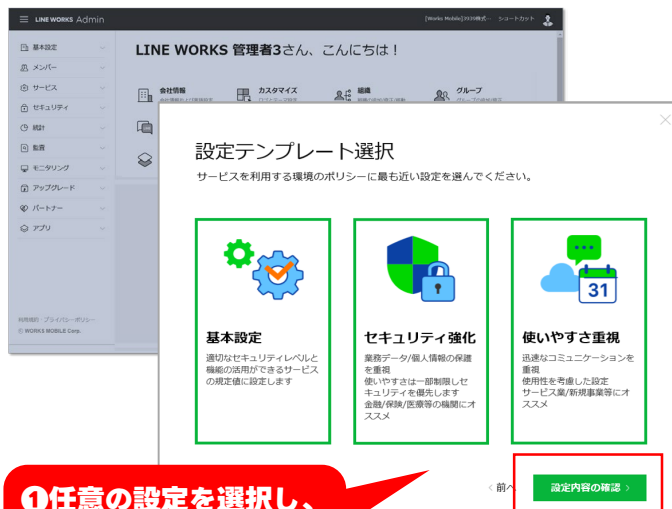 LINE WORKS Admin
[Works Mobile]3939株式… ショートカット
基本設定
メンバー
サービス
セキュリティ
統計
監査
モニタリング
アップグレード
パートナー
アプリ
利用規約・プライバシーポリシー
© WORKS MOBILE Corp.
LINE WORKS 管理者3さん、こんにちは！
会社情報
カスタマイズ
組織
グループ
設定テンプレート選択
サービスを利用する環境のポリシーに最も近い設定を選んでください。
基本設定
適切なセキュリティレベルと
機能の活用ができるサービス
の規定値に設定します
セキュリティ強化
業務データ/個人情報の保護
を重視
使いやすさは一部制限しセ
キュリティを優先します
金融/保険/医療等の機関にオ
ススメ
31
使いやすさ重視
迅速なコミュニケーションを
重視
使用性を考慮した設定
サービス業/新規事業等にオ
ススメ
< 前へ
設定内容の確認 >
❶任意の設定を選択し、